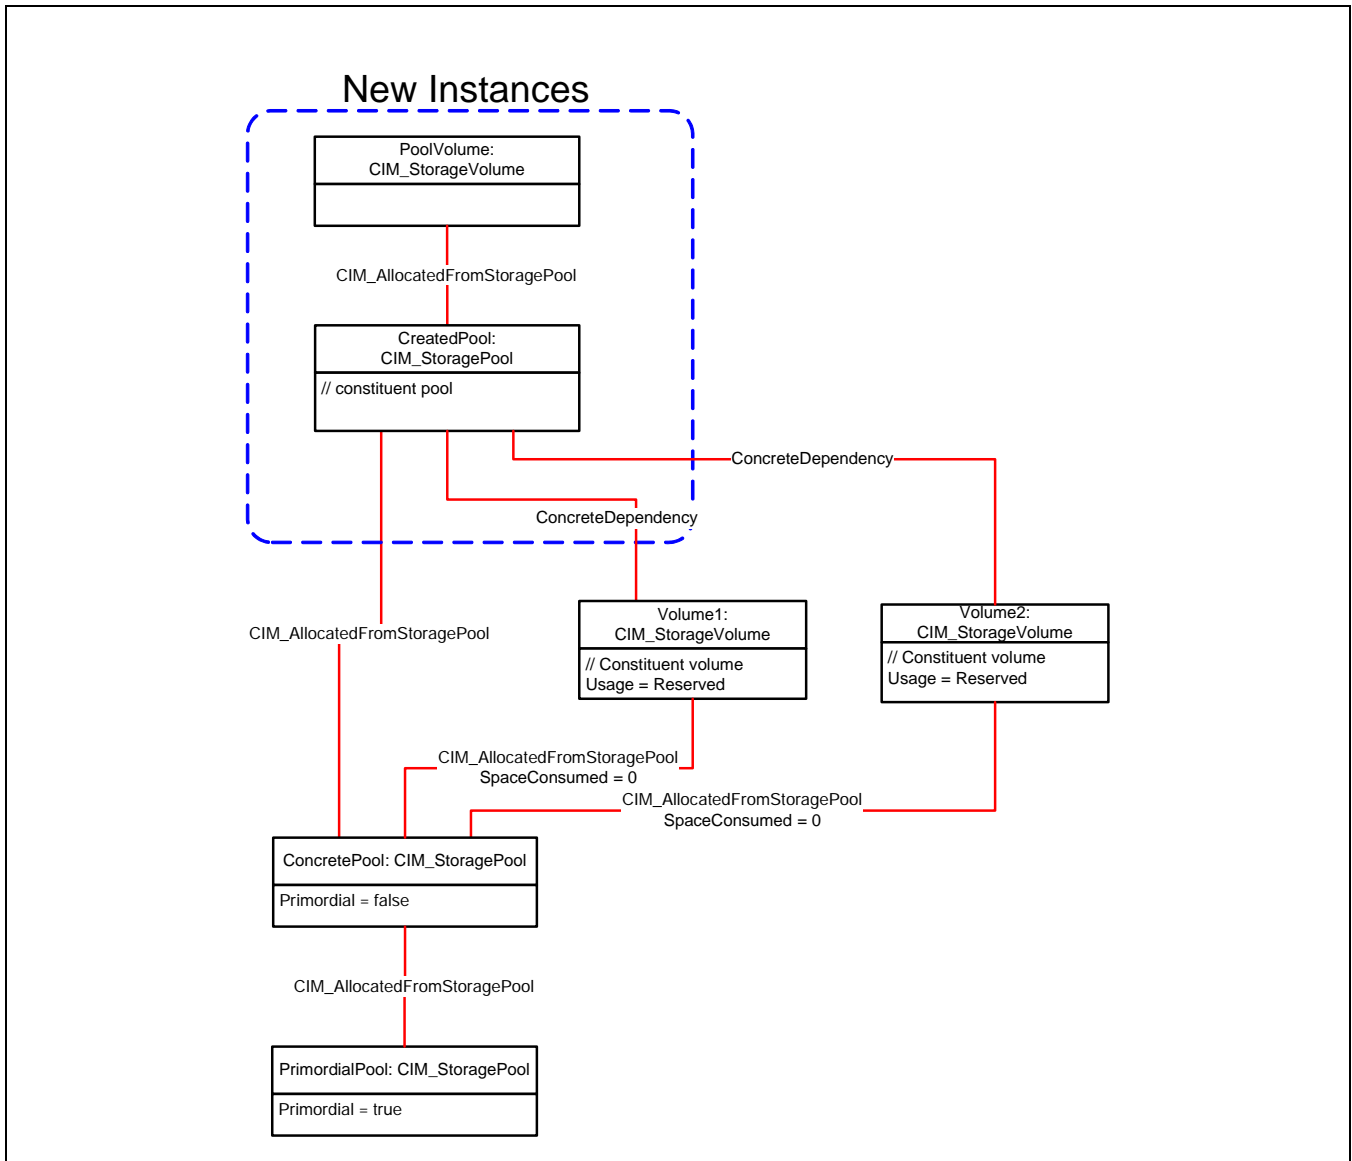 New Instances
PoolVolume:
CIM_StorageVolume
CIM_AllocatedFromStoragePool
CreatedPool:
CIM_StoragePool
// constituent pool
ConcreteDependency
ConcreteDependency
CIM_AllocatedFromStoragePool
Volume1:
CIM_StorageVolume
// Constituent volume
Usage = Reserved
Volume2:
CIM_StorageVolume
// Constituent volume
Usage = Reserved
CIM_AllocatedFromStoragePool
SpaceConsumed = 0
CIM_AllocatedFromStoragePool
SpaceConsumed = 0
ConcretePool: CIM_StoragePool
Primordial = false
CIM_AllocatedFromStoragePool
PrimordialPool: CIM_StoragePool
Primordial = true